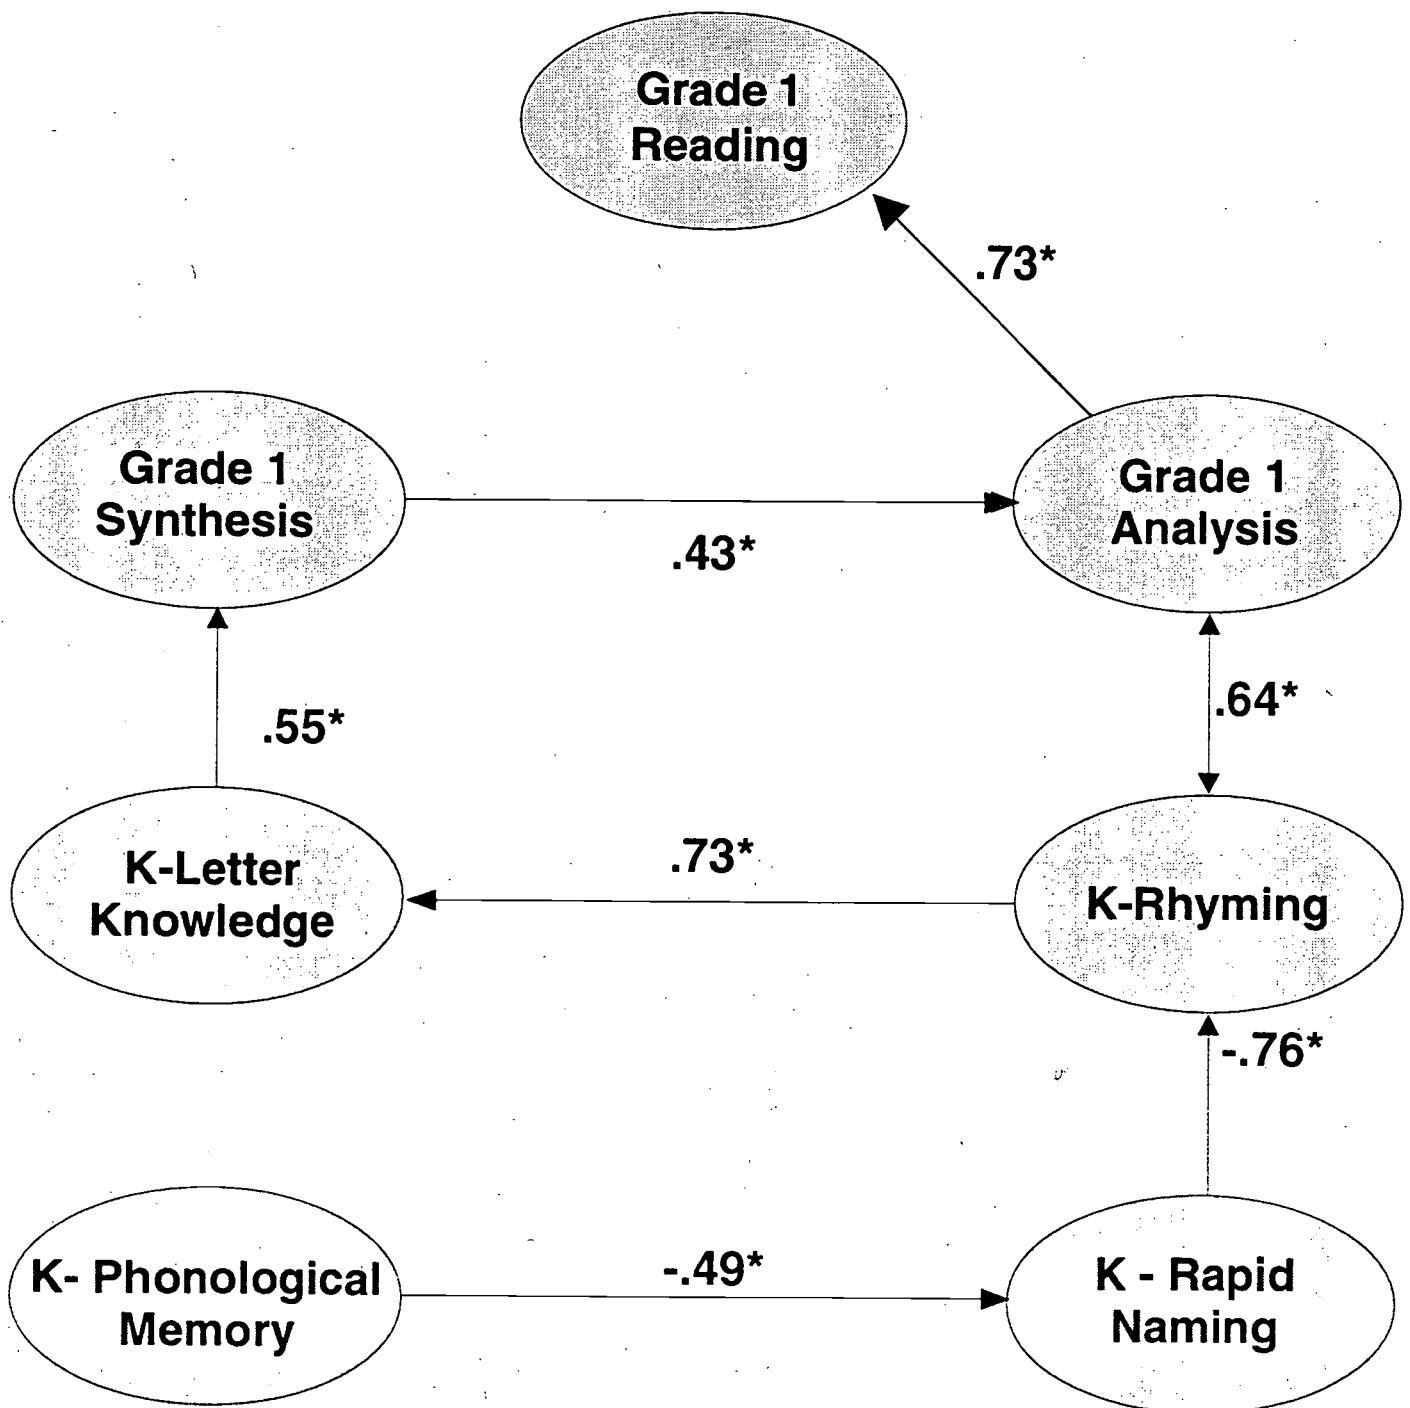 Grade 1
Reading
.73*
Grade 1
Synthesis
Grade 1
Analysis
.43*
.55*
.64*
K-Letter
Knowledge
.73*
K-Rhyming
-.76*
K- Phonological
Memory
-.49*
K - Rapid
Naming